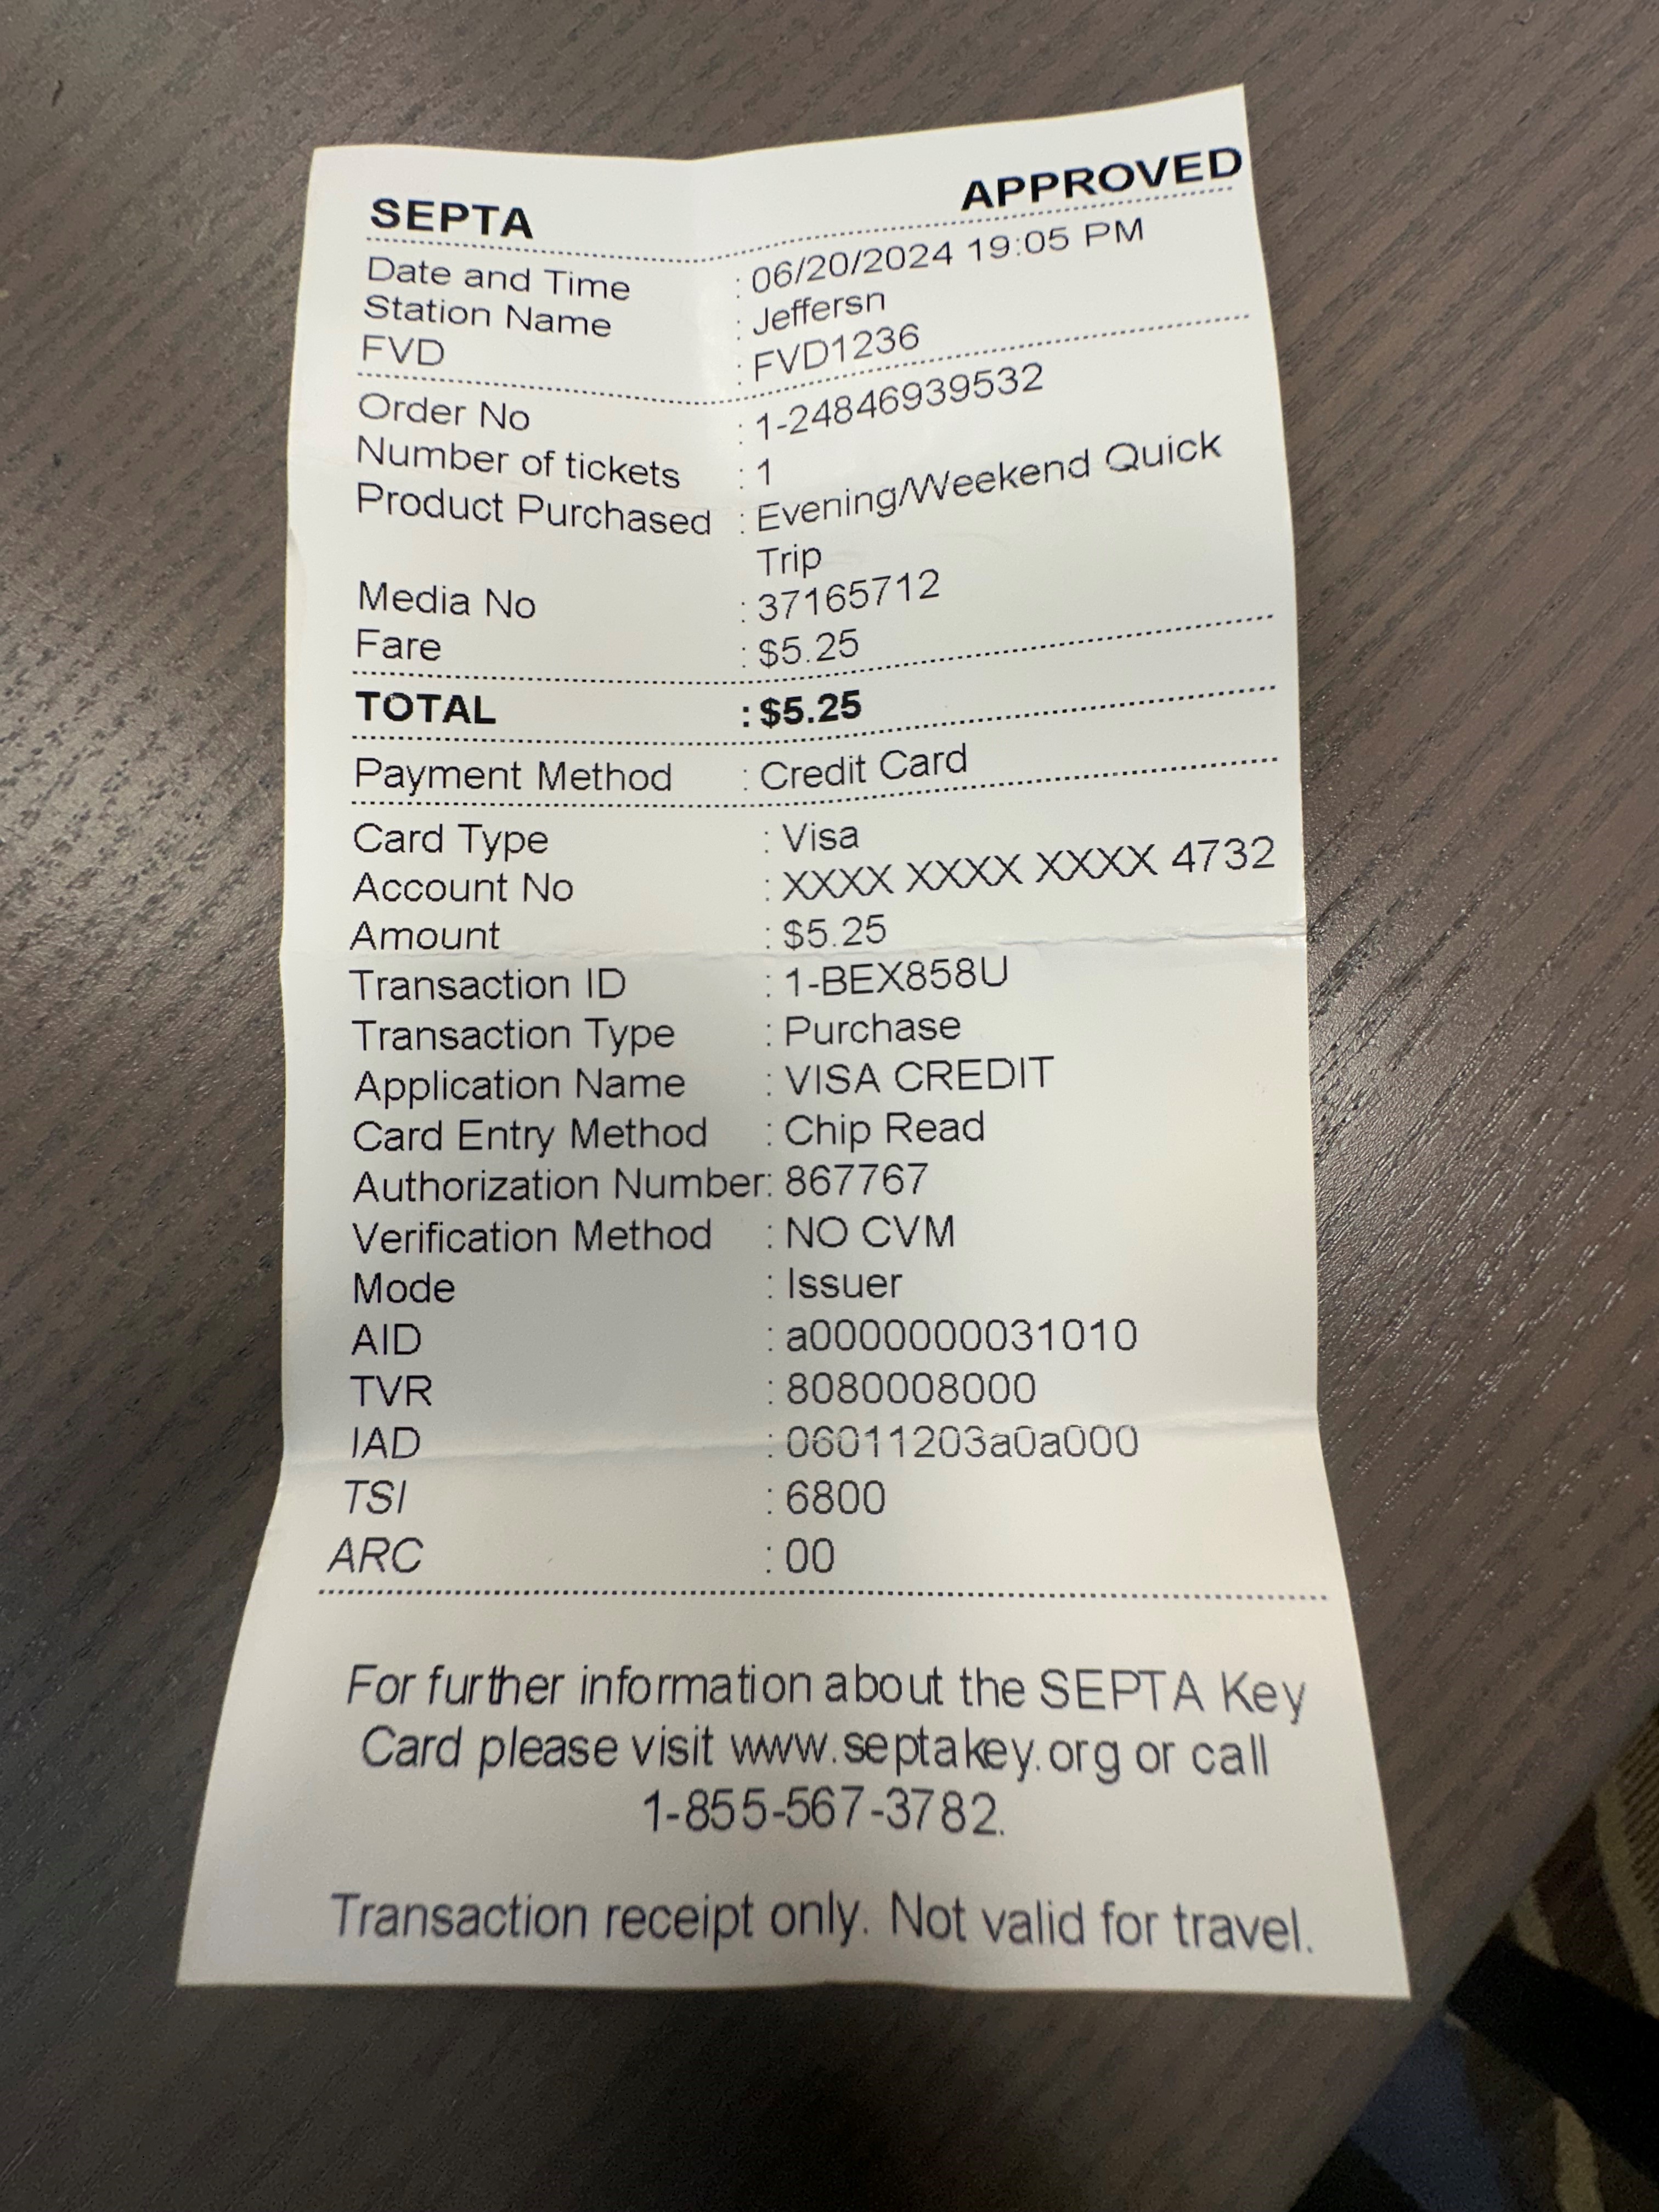 SEPTA APPROVED
Date and Time : 06/20/2024 19:05 PM
Station Name : Jeffersn
FVD : FVD1236
Order No : 1-24846939532
Number of tickets : 1
Product Purchased : Evening/Weekend Quick
Trip
Media No : 37165712
Fare : $5.25
TOTAL : $5.25
Payment Method : Credit Card
Card Type : Visa
Account No : XXXX XXXX XXXX 4732
Amount : $5.25
Transaction ID : 1-BEX858U
Transaction Type : Purchase
Application Name : VISA CREDIT
Card Entry Method : Chip Read
Authorization Number: 867767
Verification Method : NO CVM
Mode : Issuer
AID : a0000000031010
TVR : 8080008000
IAD : 06011203a0a000
TSI : 6800
ARC : 00
For further information about the SEPTA Key
Card please visit www.septakey.org or call
1-855-567-3782.
Transaction receipt only. Not valid for travel.